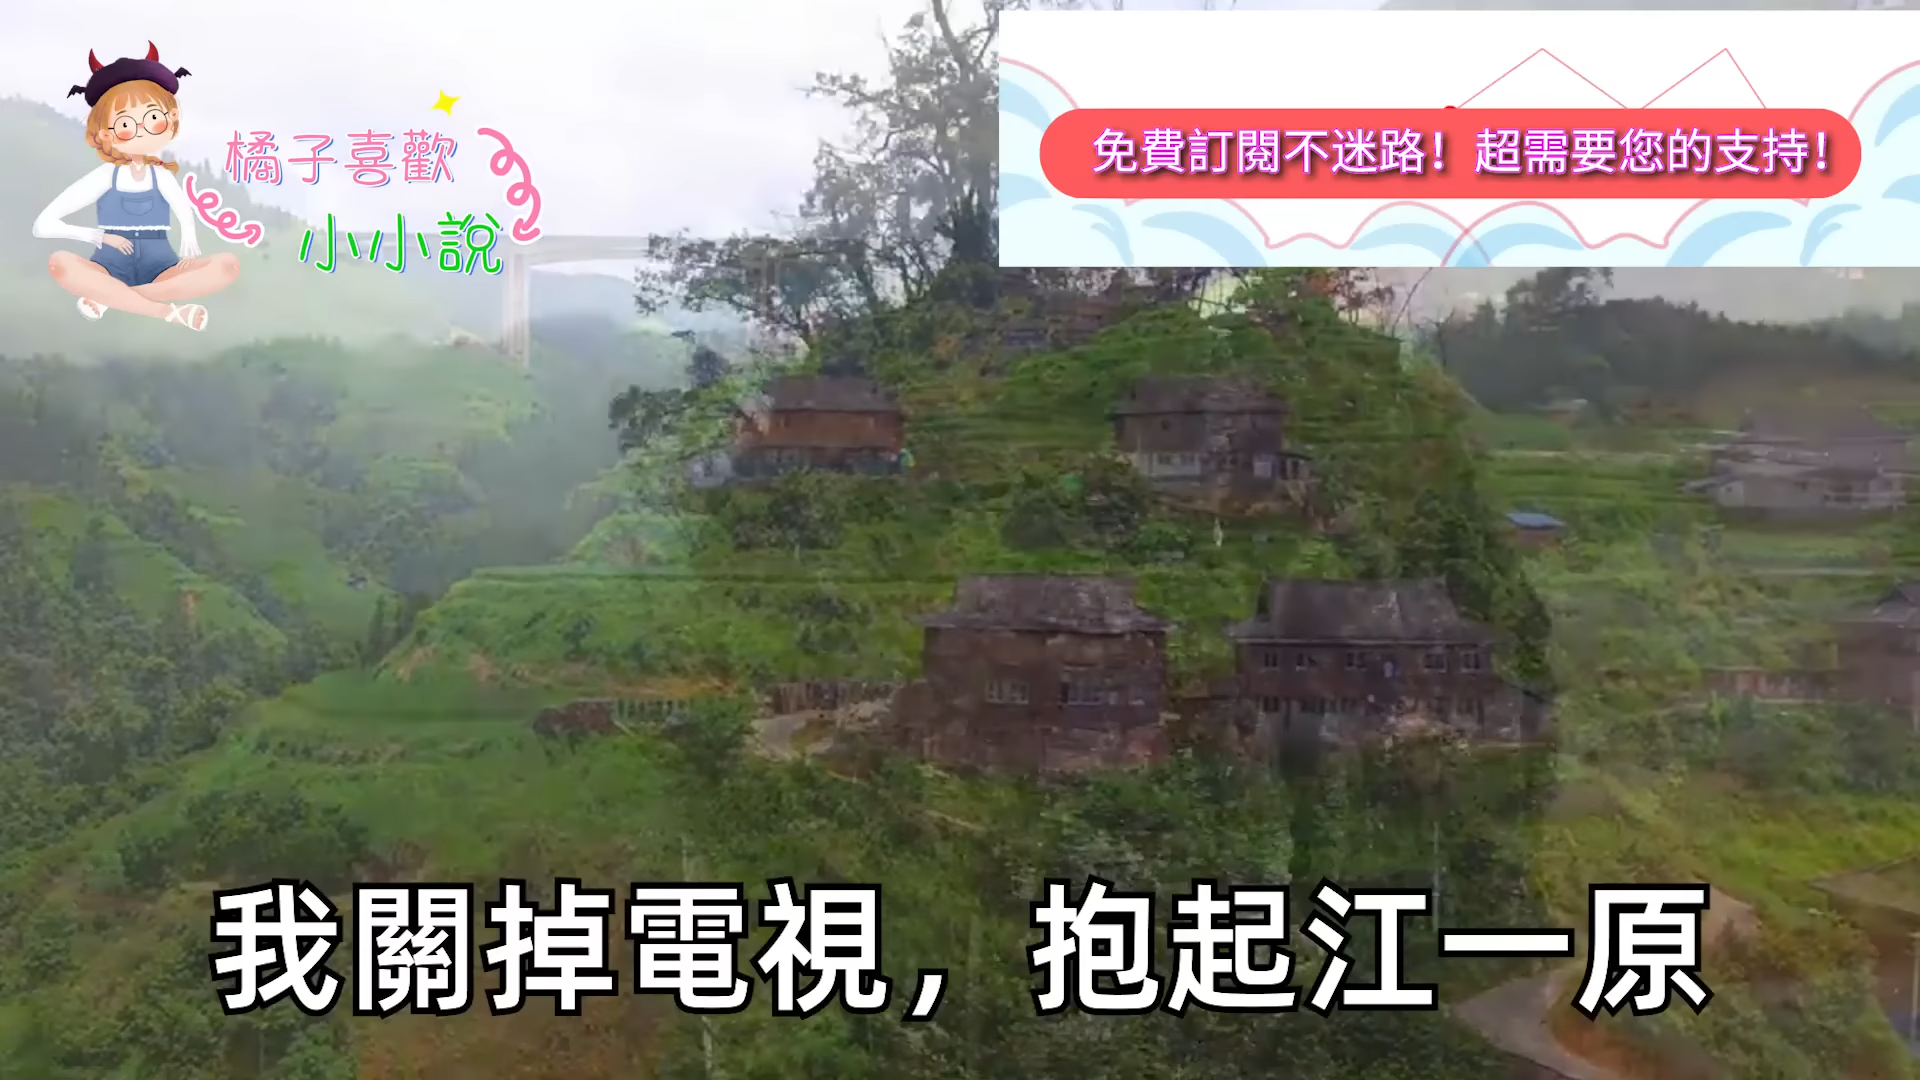 橘子喜歡
小小說
免費訂閱不迷路！超需要您的支持！
我關掉電視，抱起江一原